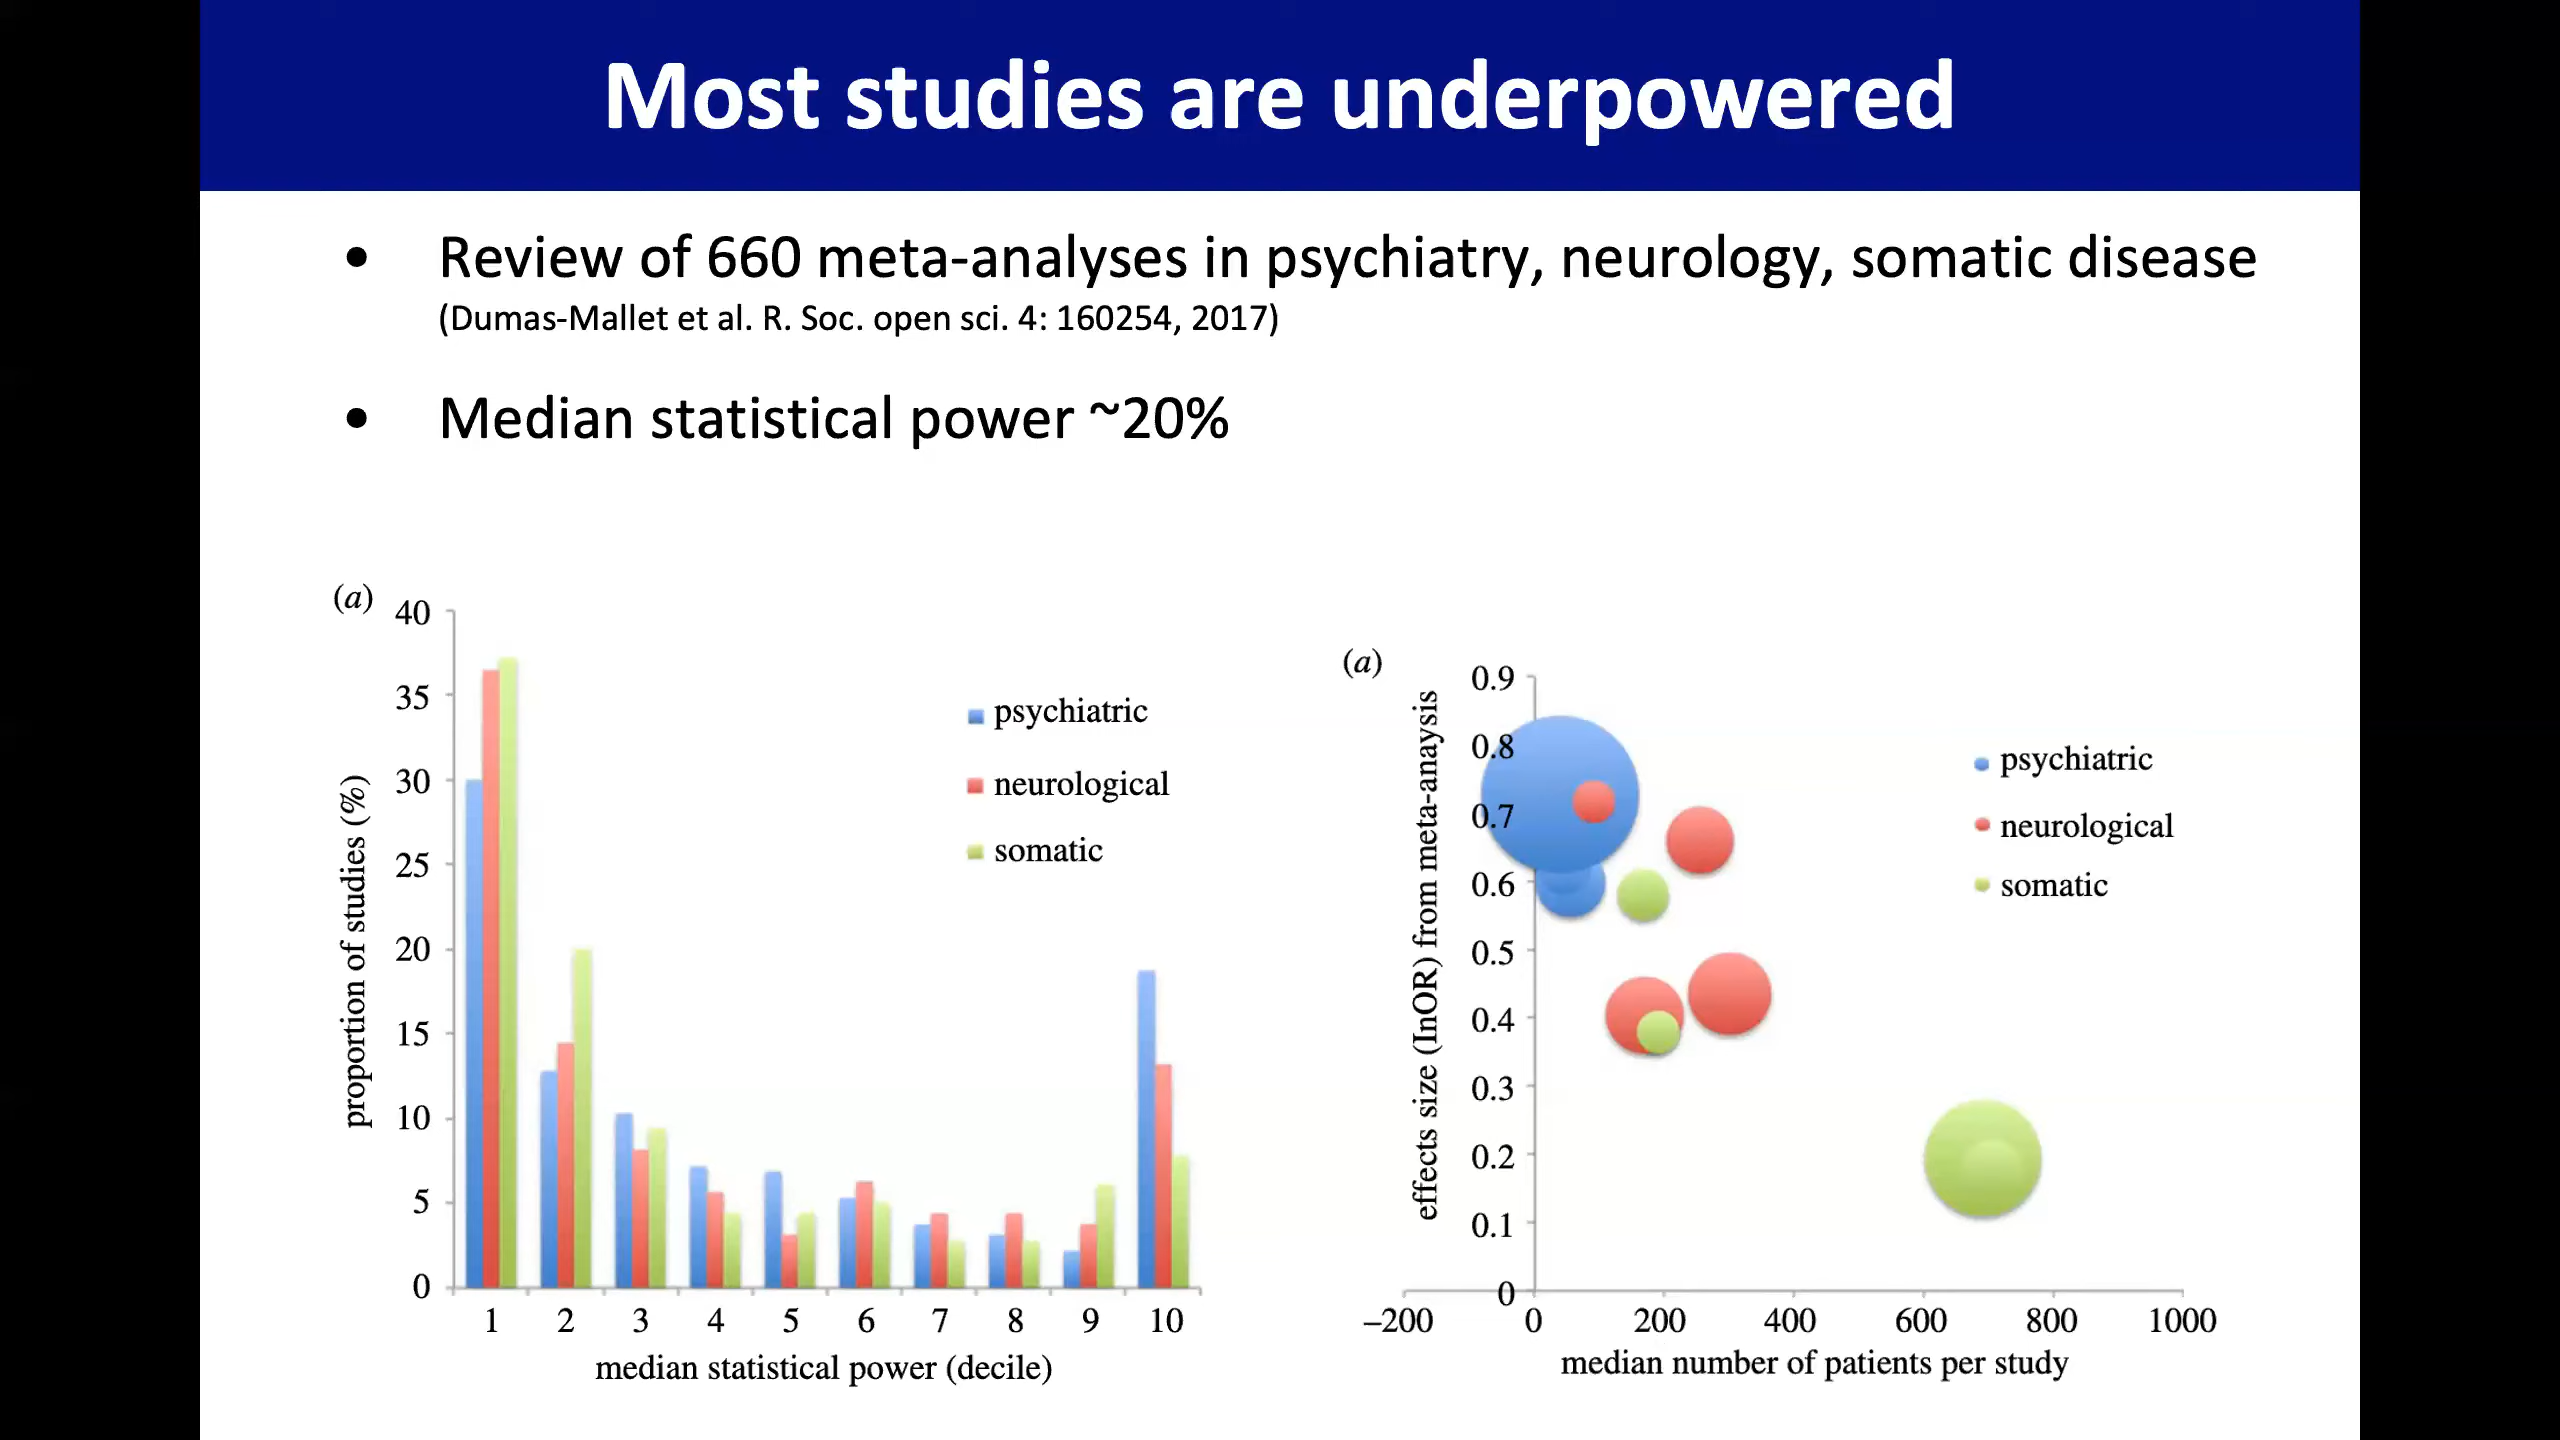 Most studies are underpowered
• Review of 660 meta-analyses in psychiatry, neurology, somatic disease
(Dumas-Mallet et al. R. Soc. open sci. 4: 160254, 2017)
• Median statistical power ~20%
(a)
40
35
30
25
20
15
10
5
0
proportion of studies (%)
psychiatric
neurological
somatic
1 2 3 4 5 6 7 8 9 10
median statistical power (decile)
(a)
0.9
0.8
0.7
0.6
0.5
0.4
0.3
0.2
0.1
0
effects size (InOR) from meta-anaysis
psychiatric
neurological
somatic
–200 0 200 400 600 800 1000
median number of patients per study